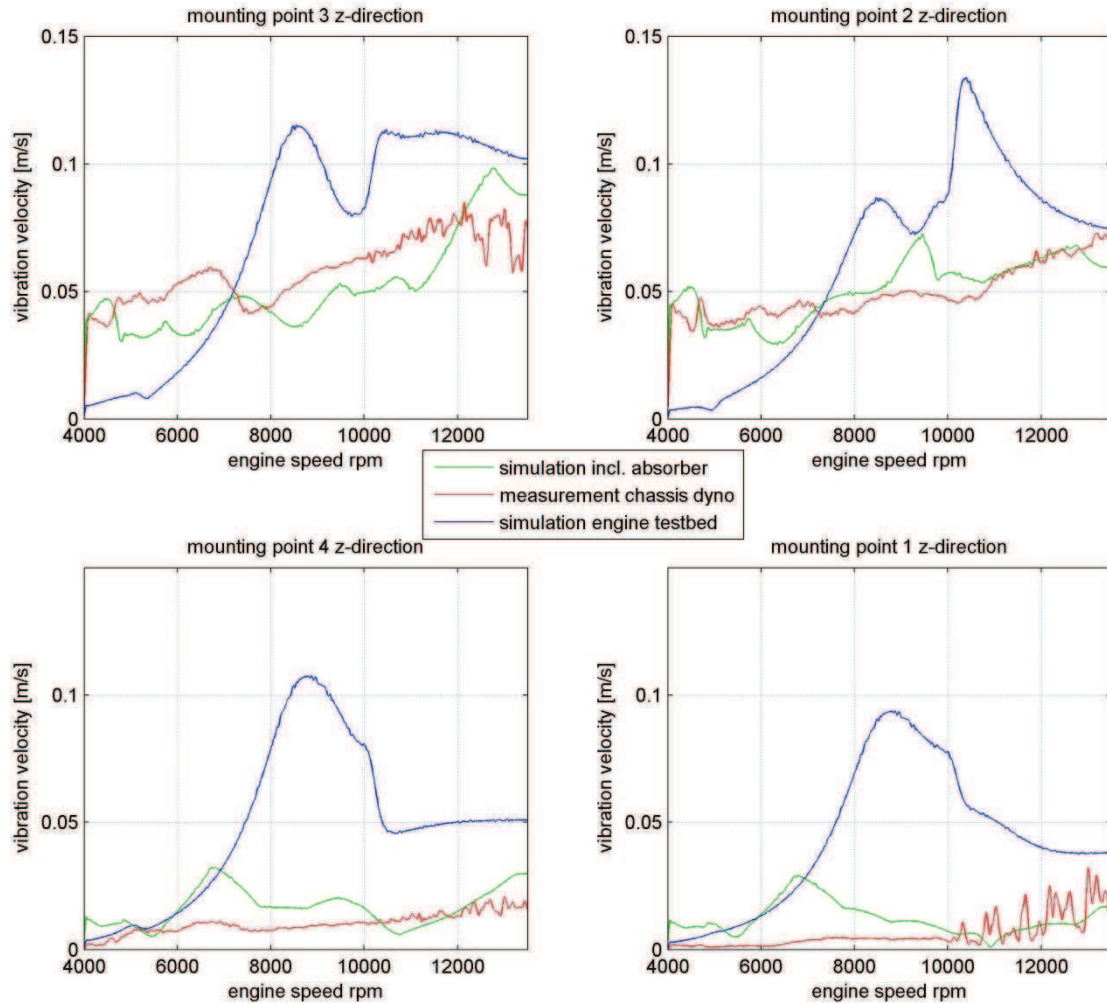 mounting point 3 z-direction
mounting point 2 z-direction
0.15
0.1
0.05
0
vibration velocity [m/s]
4000 6000 8000 10000 12000
engine speed rpm
0.15
0.1
0.05
0
vibration velocity [m/s]
4000 6000 8000 10000 12000
engine speed rpm
simulation incl. absorber
measurement chassis dyno
simulation engine testbed
mounting point 4 z-direction
mounting point 1 z-direction
0.1
0.05
0
vibration velocity [m/s]
4000 6000 8000 10000 12000
engine speed rpm
0.1
0.05
0
vibration velocity [m/s]
4000 6000 8000 10000 12000
engine speed rpm